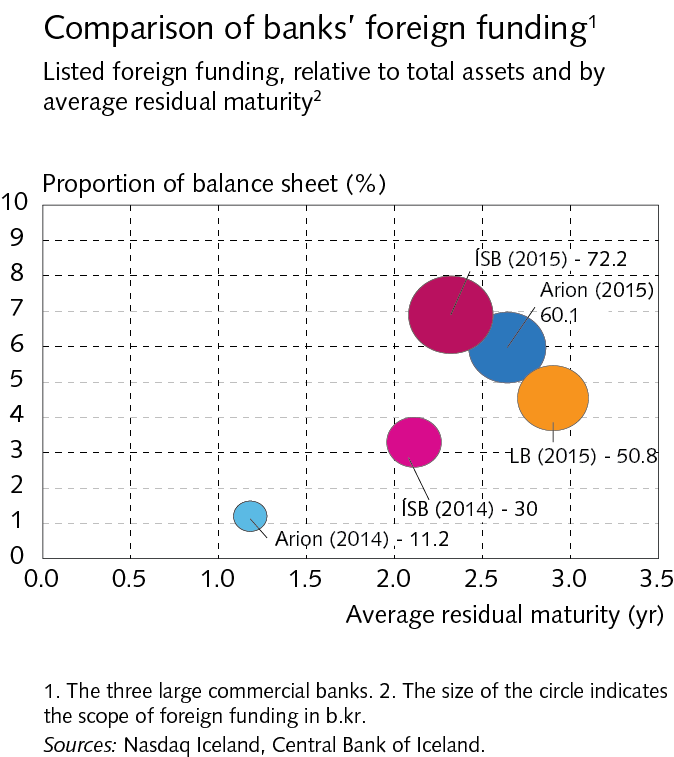 Comparison of banks' foreign funding¹
Listed foreign funding, relative to total assets and by
average residual maturity²
Proportion of balance sheet (%)
10
9
8
7
6
5
4
3
2
1
0
ÍSB (2015) - 72.2
Arion (2015)
60.1
LB (2015) - 50.8
ÍSB (2014) - 30
Arion (2014) - 11.2
0.0 0.5 1.0 1.5 2.0 2.5 3.0 3.5
Average residual maturity (yr)
1. The three large commercial banks. 2. The size of the circle indicates
the scope of foreign funding in b.kr.
Sources: Nasdaq Iceland, Central Bank of Iceland.